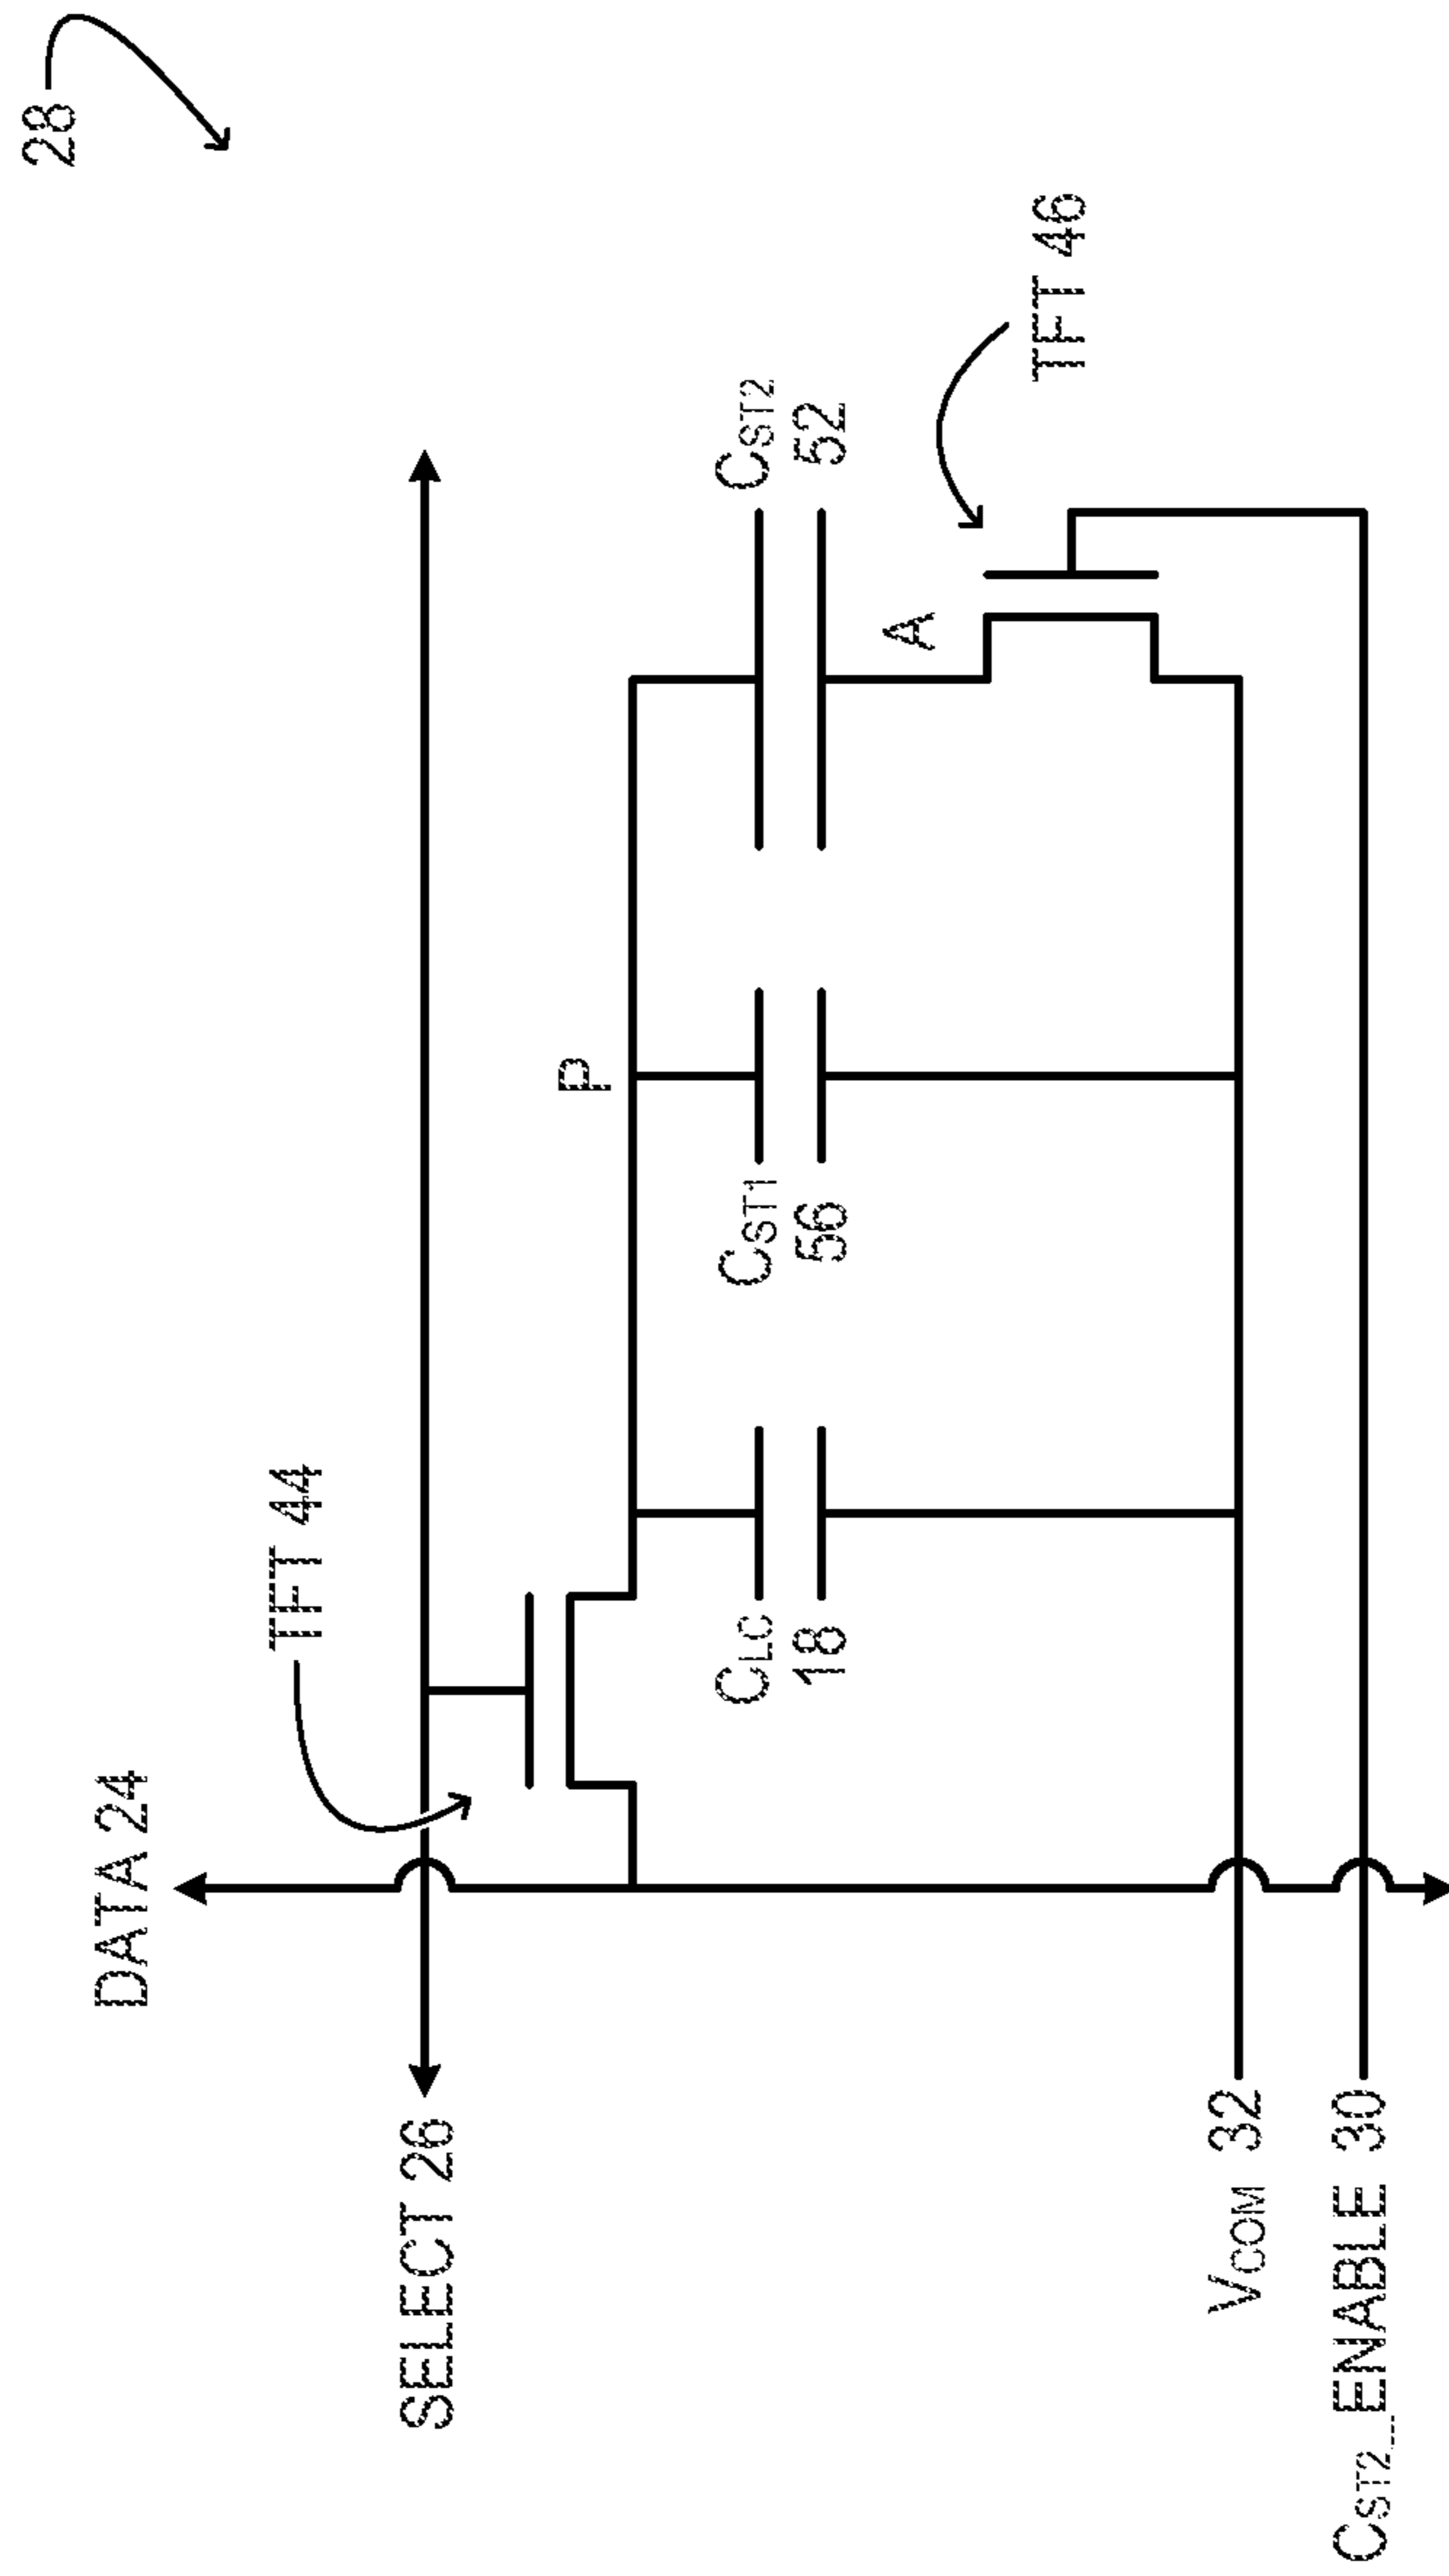 28
DATA 24
TFT 44
SELECT 26
P
CLC
18
CST1
56
CST2
52
A
TFT 46
VCOM 32
CST2_ENABLE 30